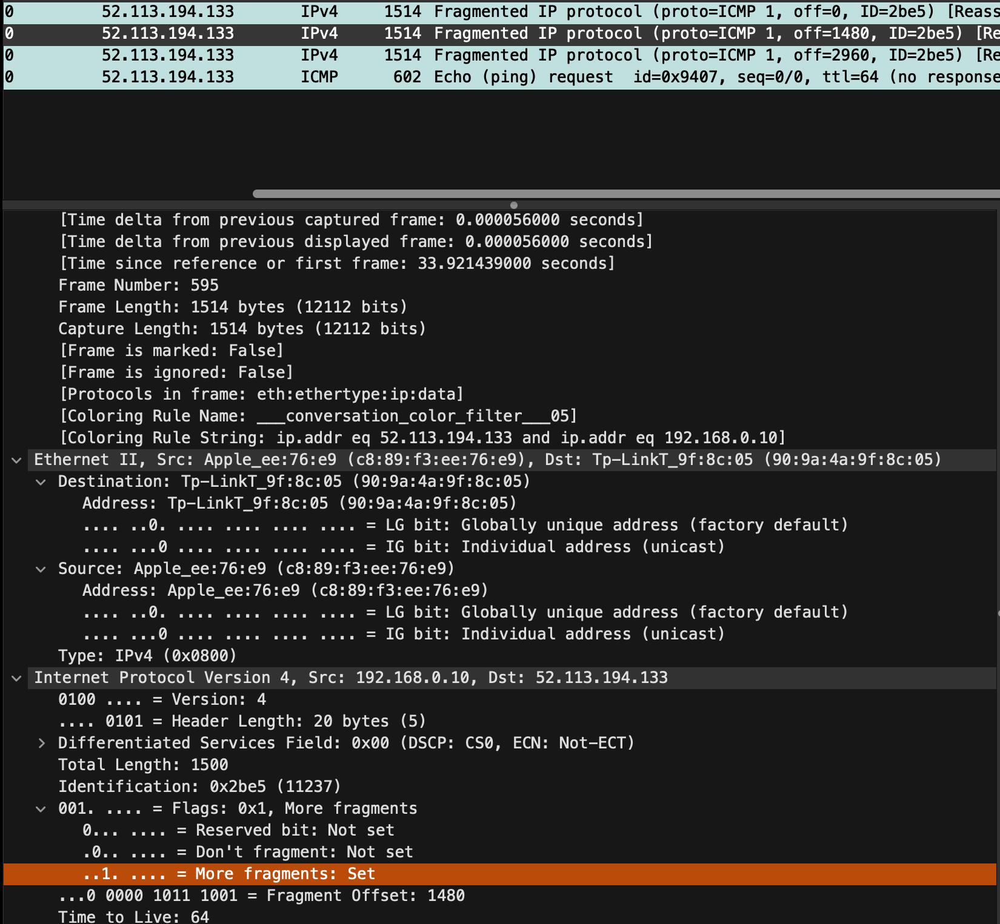 0 52.113.194.133 IPv4 1514 Fragmented IP protocol (proto=ICMP 1, off=0, ID=2be5) [Reass
0 52.113.194.133 IPv4 1514 Fragmented IP protocol (proto=ICMP 1, off=1480, ID=2be5) [Re
0 52.113.194.133 IPv4 1514 Fragmented IP protocol (proto=ICMP 1, off=2960, ID=2be5) [Re
0 52.113.194.133 ICMP 602 Echo (ping) request id=0x9407, seq=0/0, ttl=64 (no response
[Time delta from previous captured frame: 0.000056000 seconds]
[Time delta from previous displayed frame: 0.000056000 seconds]
[Time since reference or first frame: 33.921439000 seconds]
Frame Number: 595
Frame Length: 1514 bytes (12112 bits)
Capture Length: 1514 bytes (12112 bits)
[Frame is marked: False]
[Frame is ignored: False]
[Protocols in frame: eth:ethertype:ip:data]
[Coloring Rule Name: ___conversation_color_filter___05]
[Coloring Rule String: ip.addr eq 52.113.194.133 and ip.addr eq 192.168.0.10]
Ethernet II, Src: Apple_ee:76:e9 (c8:89:f3:ee:76:e9), Dst: Tp-LinkT_9f:8c:05 (90:9a:4a:9f:8c:05)
Destination: Tp-LinkT_9f:8c:05 (90:9a:4a:9f:8c:05)
Address: Tp-LinkT_9f:8c:05 (90:9a:4a:9f:8c:05)
.... ..0. .... .... .... .... = LG bit: Globally unique address (factory default)
.... ...0 .... .... .... .... = IG bit: Individual address (unicast)
Source: Apple_ee:76:e9 (c8:89:f3:ee:76:e9)
Address: Apple_ee:76:e9 (c8:89:f3:ee:76:e9)
.... ..0. .... .... .... .... = LG bit: Globally unique address (factory default)
.... ...0 .... .... .... .... = IG bit: Individual address (unicast)
Type: IPv4 (0x0800)
Internet Protocol Version 4, Src: 192.168.0.10, Dst: 52.113.194.133
0100 .... = Version: 4
.... 0101 = Header Length: 20 bytes (5)
Differentiated Services Field: 0x00 (DSCP: CS0, ECN: Not-ECT)
Total Length: 1500
Identification: 0x2be5 (11237)
001. .... = Flags: 0x1, More fragments
0... .... = Reserved bit: Not set
.0.. .... = Don't fragment: Not set
..1. .... = More fragments: Set
...0 0000 1011 1001 = Fragment Offset: 1480
Time to Live: 64